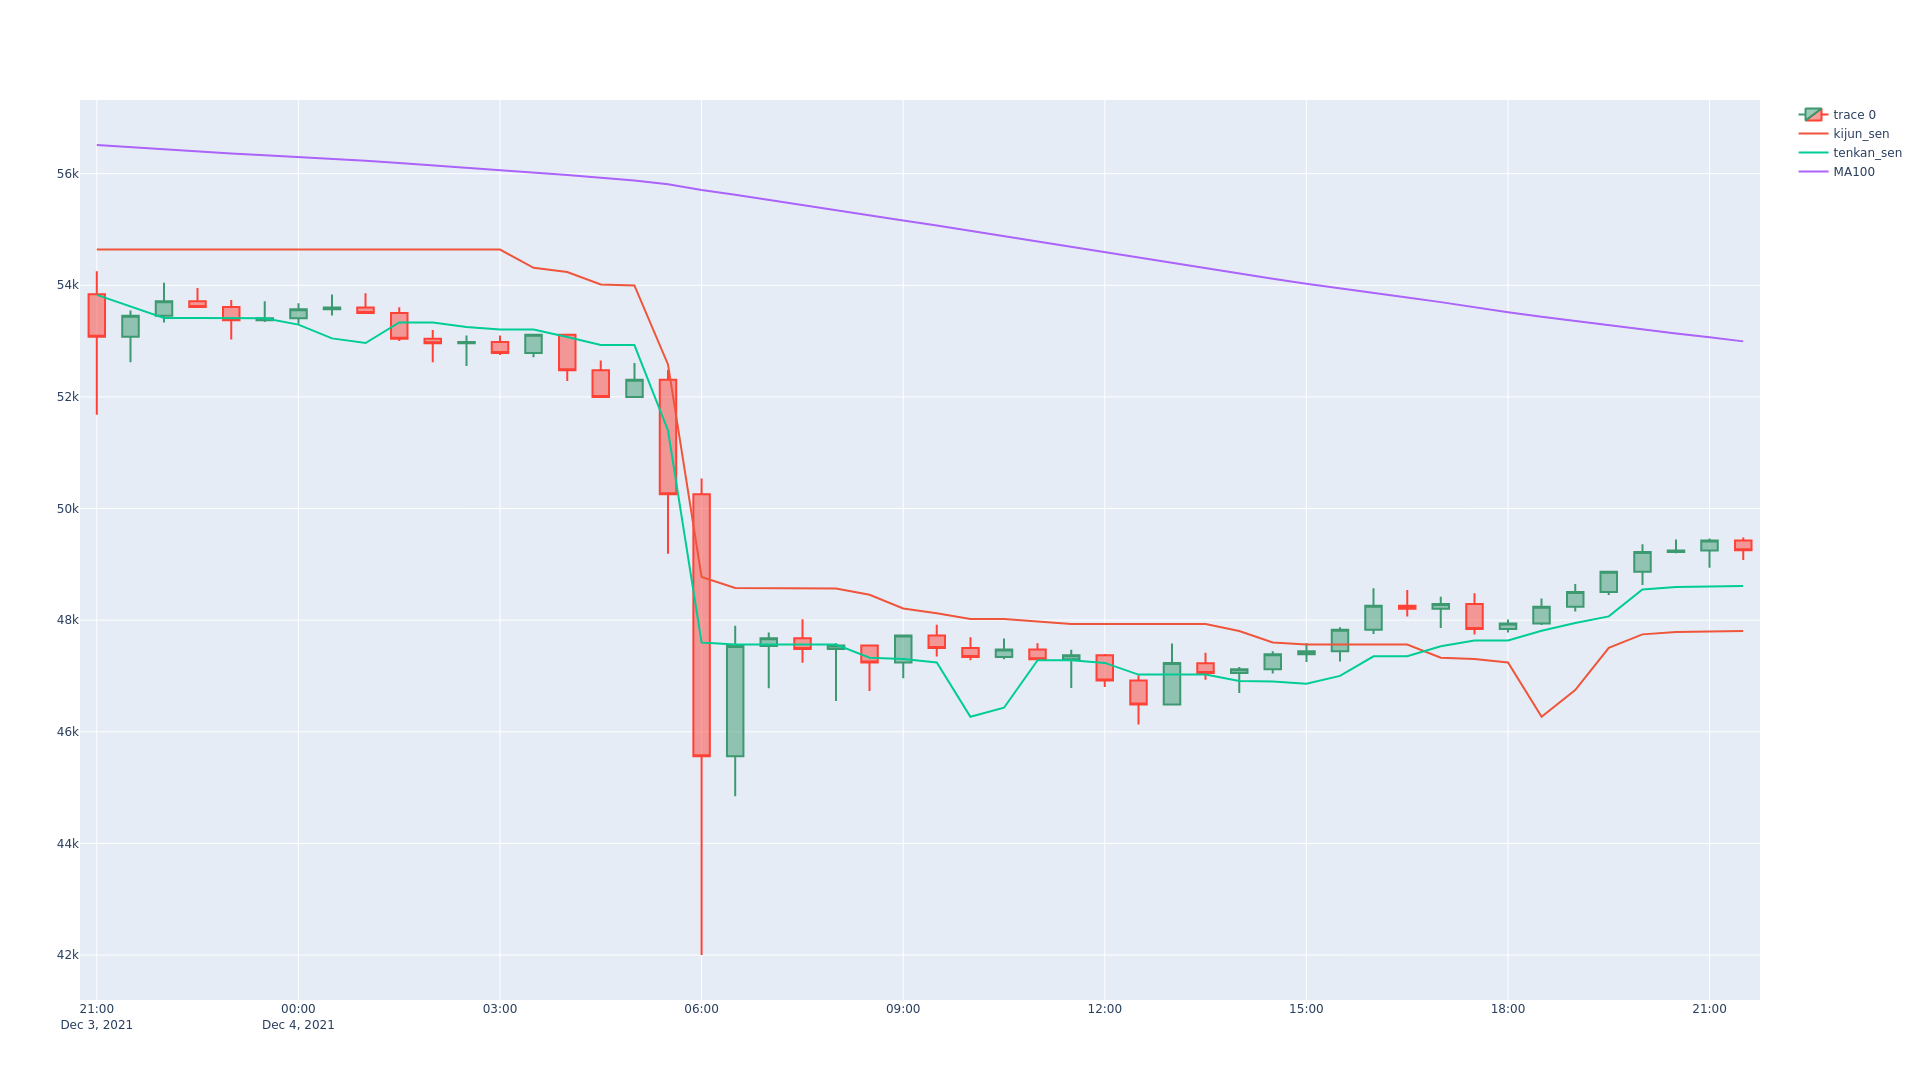 trace 0
kijun_sen
tenkan_sen
MA100
56k
54k
52k
50k
48k
46k
44k
42k
21:00 00:00 03:00 06:00 09:00 12:00 15:00 18:00 21:00
Dec 3, 2021 Dec 4, 2021